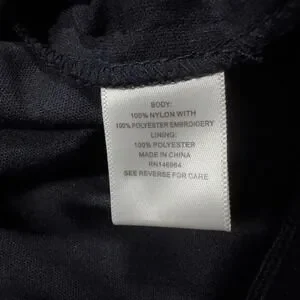 BODY:
100% NYLON WITH
100% POLYESTER EMBROIDERY
LINING:
100% POLYESTER
MADE IN CHINA
RN146964
SEE REVERSE FOR CARE